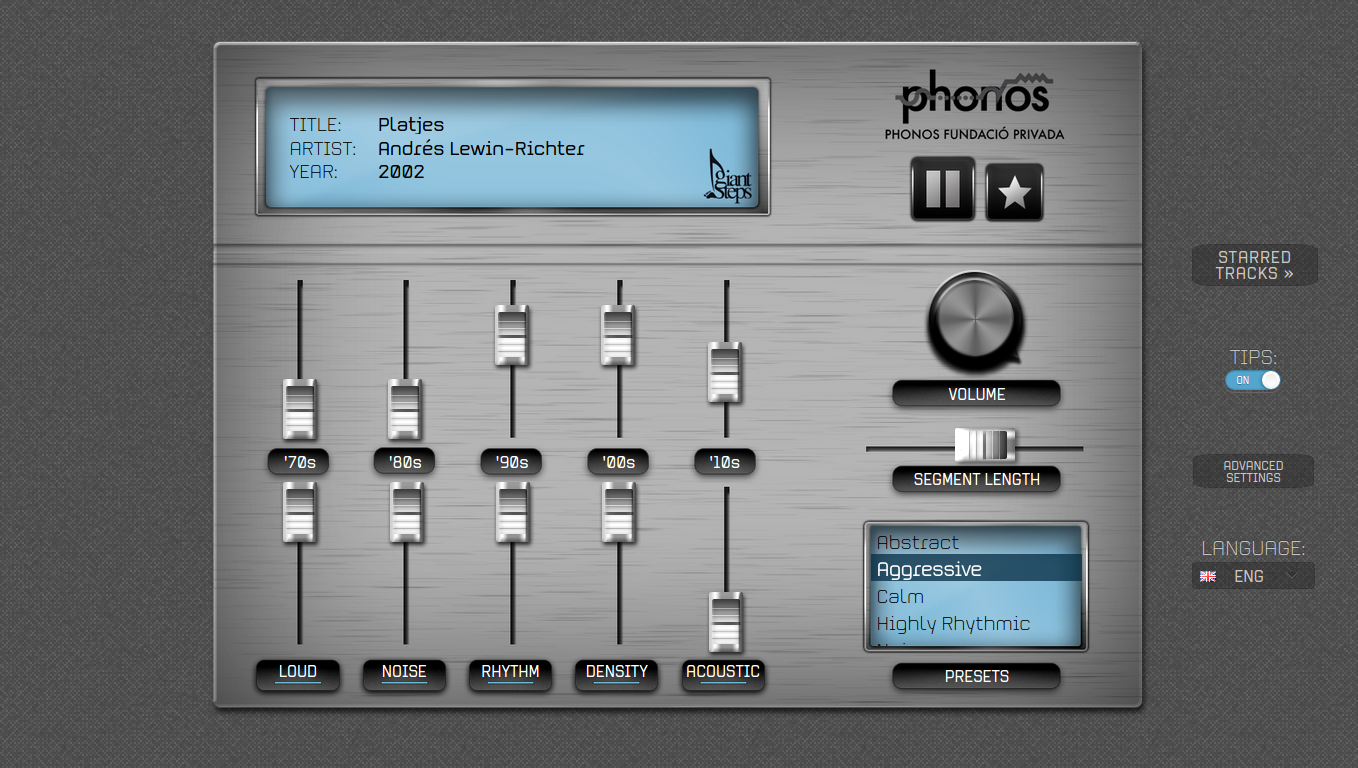 TITLE: Platjes
ARTIST: Andrés Lewin-Richter
YEAR: 2002
giant
Steps
phonos
PHONOS FUNDACIÓ PRIVADA
STARRED
TRACKS »
TIPS:
ON
ADVANCED
SETTINGS
LANGUAGE:
ENG
VOLUME
SEGMENT LENGTH
'70s '80s '90s '00s '10s
Abstract
Aggressive
Calm
Highly Rhythmic
PRESETS
LOUD NOISE RHYTHM DENSITY ACOUSTIC